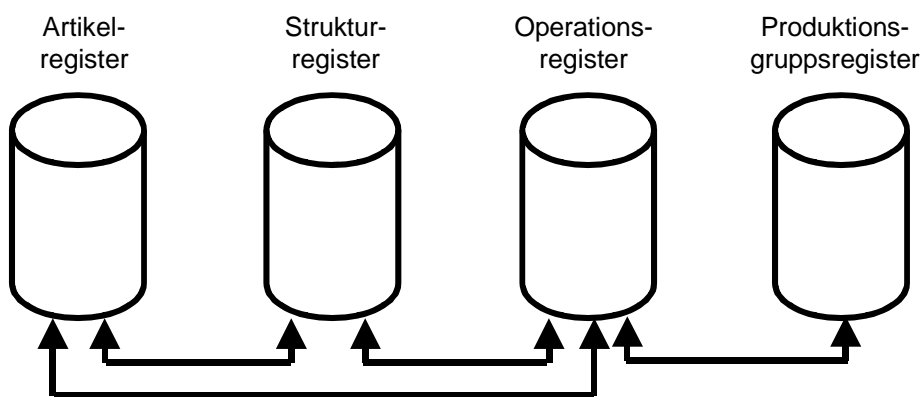 Artikel-
register
Struktur-
register
Operations-
register
Produktions-
gruppsregister